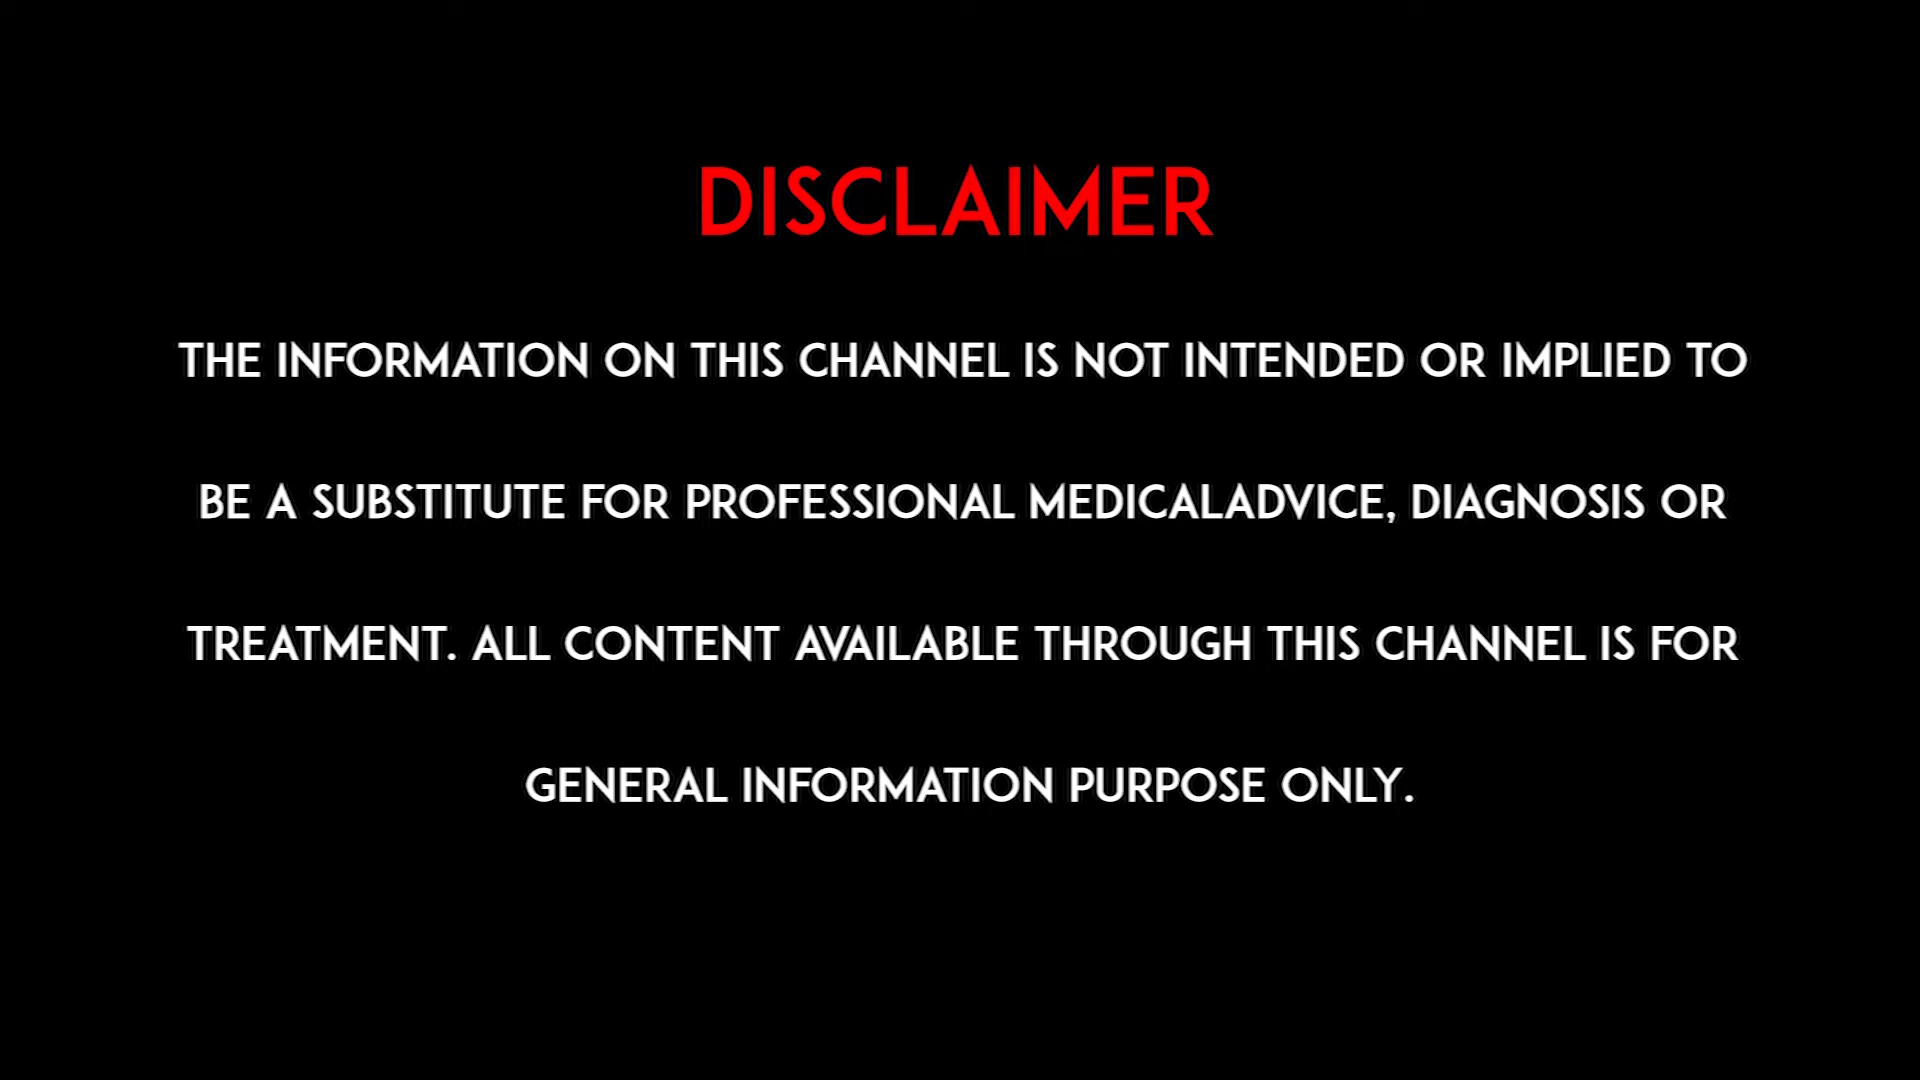 DISCLAIMER
THE INFORMATION ON THIS CHANNEL IS NOT INTENDED OR IMPLIED TO
BE A SUBSTITUTE FOR PROFESSIONAL MEDICALADVICE, DIAGNOSIS OR
TREATMENT. ALL CONTENT AVAILABLE THROUGH THIS CHANNEL IS FOR
GENERAL INFORMATION PURPOSE ONLY.